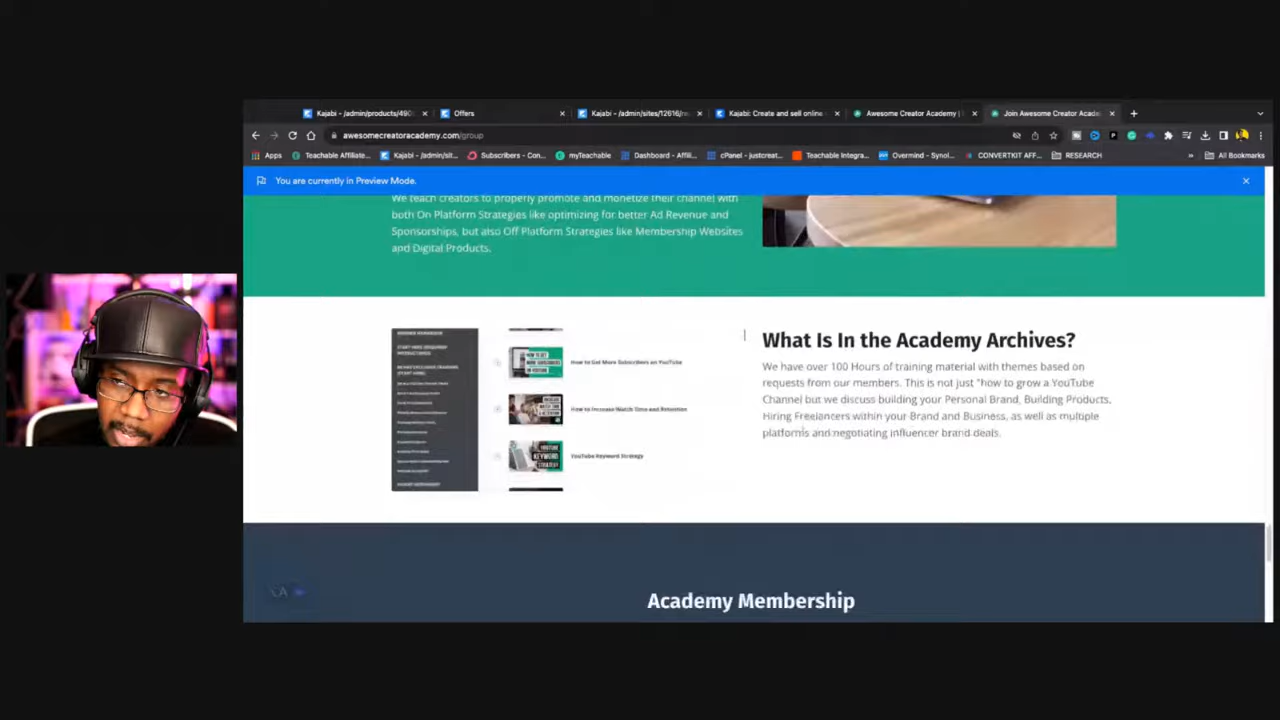 Kajabi - /admin/products/490
Offers
Kajabi - /admin/sites/12616/re
Kajabi: Create and sell online
Awesome Creator Academy |
Join Awesome Creator Acade
awesomecreatoracademy.com/group
Apps
Teachable Affiliate...
Kajabi - /admin/sit...
Subscribers - Con...
myTeachable
Dashboard - Affili...
cPanel - justcreat...
Teachable Integra...
Overmind - Synol...
CONVERTKIT AFF...
RESEARCH
»
All Bookmarks
You are currently in Preview Mode.
We teach creators to properly promote and monetize their channel with
both On Platform Strategies like optimizing for better Ad Revenue and
Sponsorships, but also Off Platform Strategies like Membership Websites
and Digital Products.
How to Get More Subscribers on YouTube
How to Increase Watch Time and Retention
YouTube Keyword Strategy
What Is In the Academy Archives?
We have over 100 Hours of training material with themes based on
requests from our members. This is not just "how to grow a YouTube
Channel but we discuss building your Personal Brand, Building Products,
Hiring Freelancers within your Brand and Business, as well as multiple
platforms and negotiating influencer brand deals.
Academy Membership